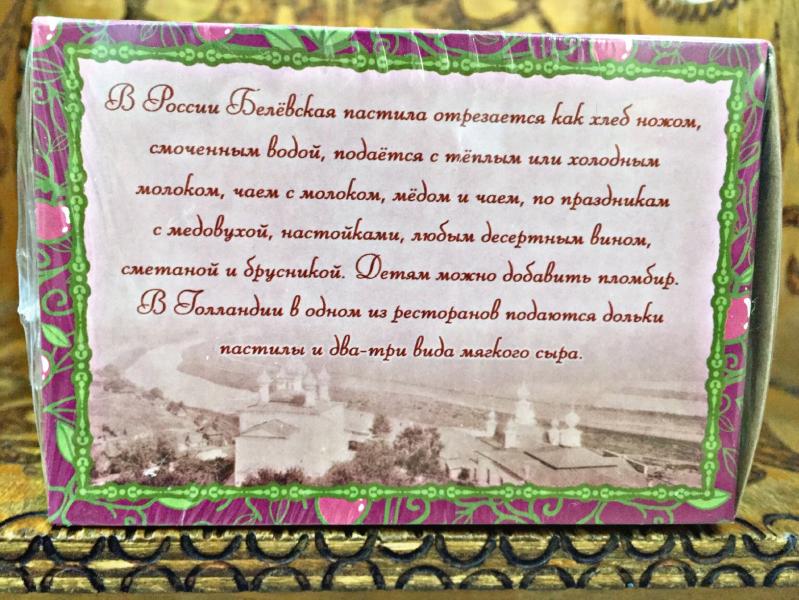 В России Белёвская пастила отрезается как хлеб ножом,
смоченным водой, подаётся с тёплым или холодным
молоком, чаем с молоком, мёдом и чаем, по праздникам
с медовухой, настойками, любым десертным вином,
сметаной и брусникой. Детям можно добавить пломбир.
В Голландии в одном из ресторанов подаются дольки
пастилы и два-три вида мягкого сыра.